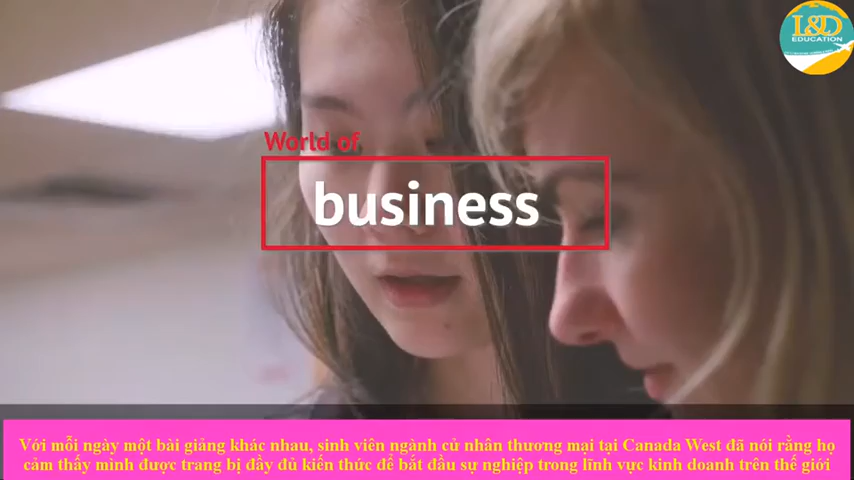 I&D
EDUCATION
World of
business
Với mỗi ngày một bài giảng khác nhau, sinh viên ngành cử nhân thương mại tại Canada West đã nói rằng họ
cảm thấy mình được trang bị đầy đủ kiến thức để bắt đầu sự nghiệp trong lĩnh vực kinh doanh trên thế giới